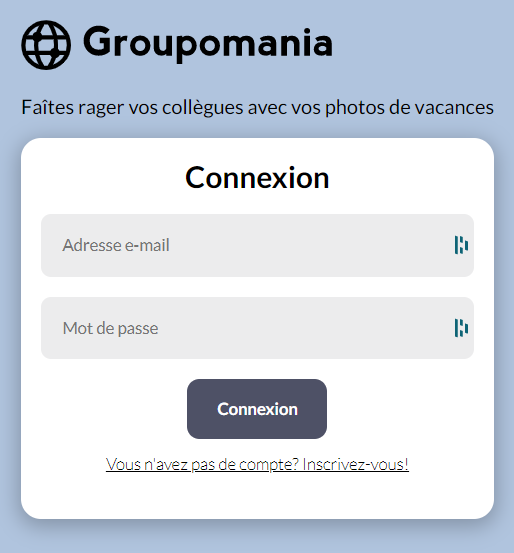 Groupomania
Faîtes rager vos collègues avec vos photos de vacances
Connexion
Adresse e-mail
Mot de passe
Connexion
Vous n'avez pas de compte? Inscrivez-vous!